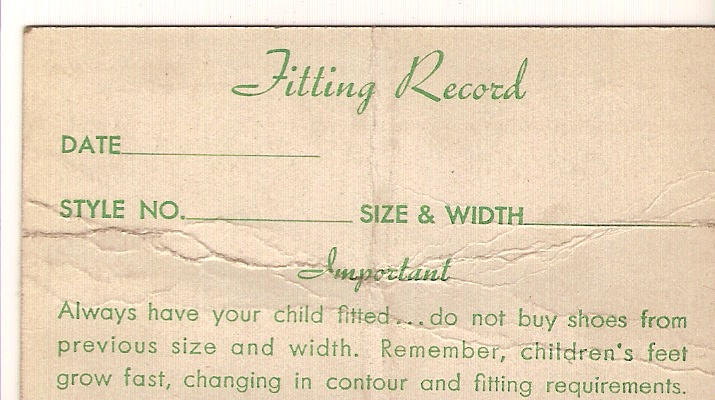 Fitting Record
DATE
STYLE NO. SIZE & WIDTH
Important
Always have your child fitted...do not buy shoes from
previous size and width. Remember, children's feet
grow fast, changing in contour and fitting requirements.